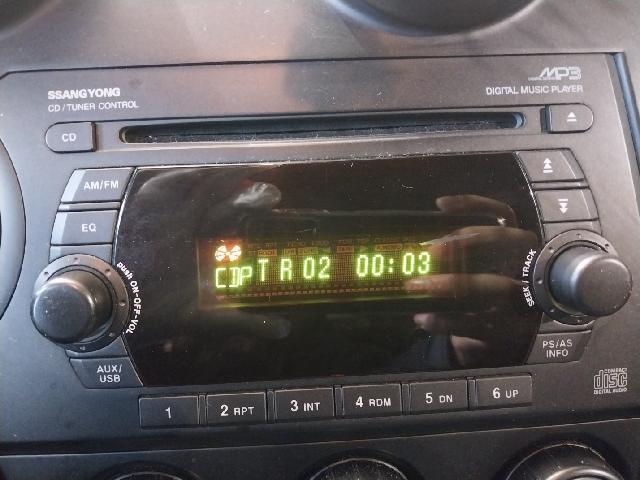 SSANGYONG
CD / TUNER CONTROL
MP3
DIGITAL MUSIC PLAYER
CD
AM/FM
EQ
CDP TR 02 00:03
push ON-OFF-VOL
SEEK / TRACK
AUX/
USB
PS/AS
INFO
COMPACT
disc
DIGITAL AUDIO
1
2 RPT
3 INT
4 RDM
5 DN
6 UP